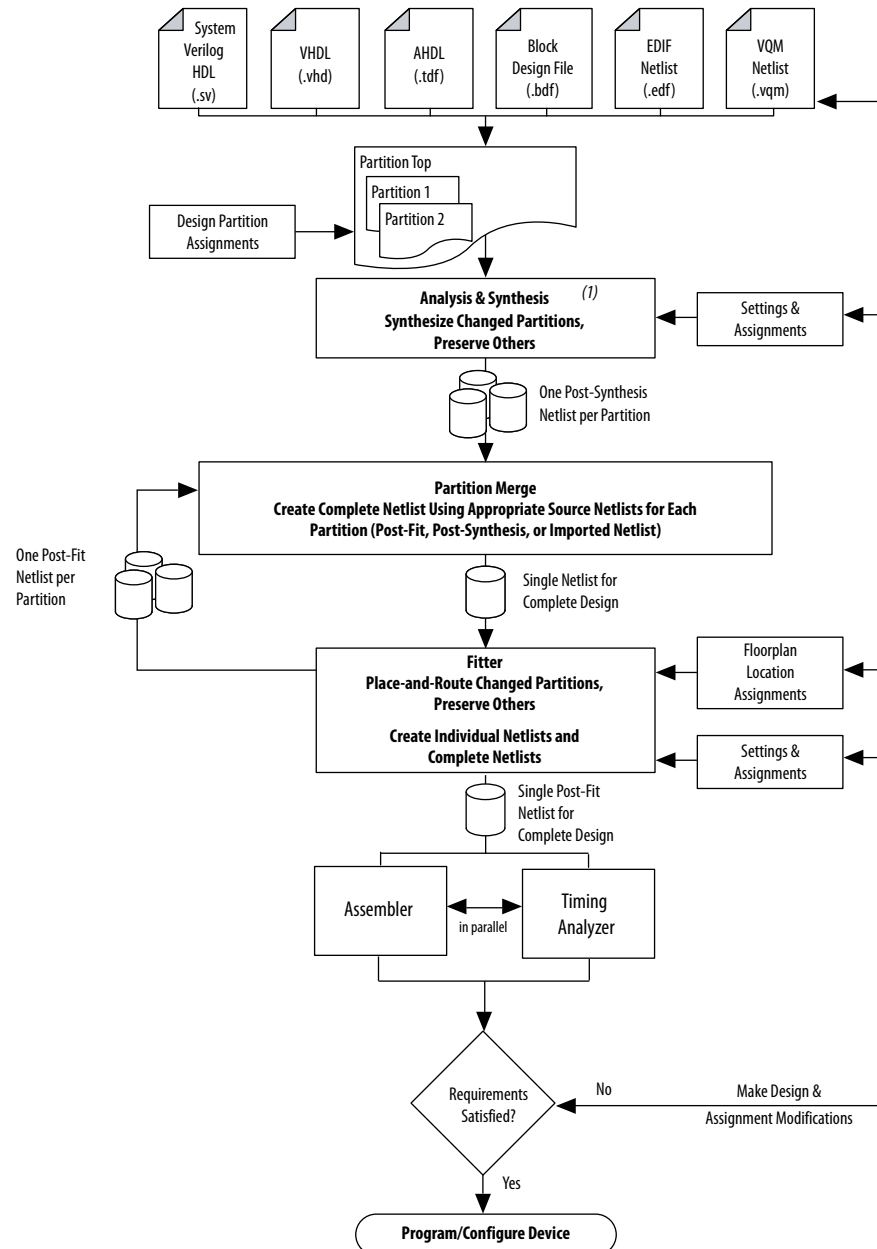 System
Verilog
HDL
(.sv)
VHDL
(.vhd)
AHDL
(.tdf)
Block
Design File
(.bdf)
EDIF
Netlist
(.edf)
VQM
Netlist
(.vqm)
Partition Top
Partition 1
Partition 2
Design Partition
Assignments
Analysis & Synthesis (1)
Synthesize Changed Partitions,
Preserve Others
Settings &
Assignments
One Post-Synthesis
Netlist per Partition
Partition Merge
Create Complete Netlist Using Appropriate Source Netlists for Each
Partition (Post-Fit, Post-Synthesis, or Imported Netlist)
One Post-Fit
Netlist per
Partition
Single Netlist for
Complete Design
Fitter
Place-and-Route Changed Partitions,
Preserve Others
Create Individual Netlists and
Complete Netlists
Floorplan
Location
Assignments
Settings &
Assignments
Single Post-Fit
Netlist for
Complete Design
Assembler
in parallel
Timing
Analyzer
Requirements
Satisfied?
No
Make Design &
Assignment Modifications
Yes
Program/Configure Device